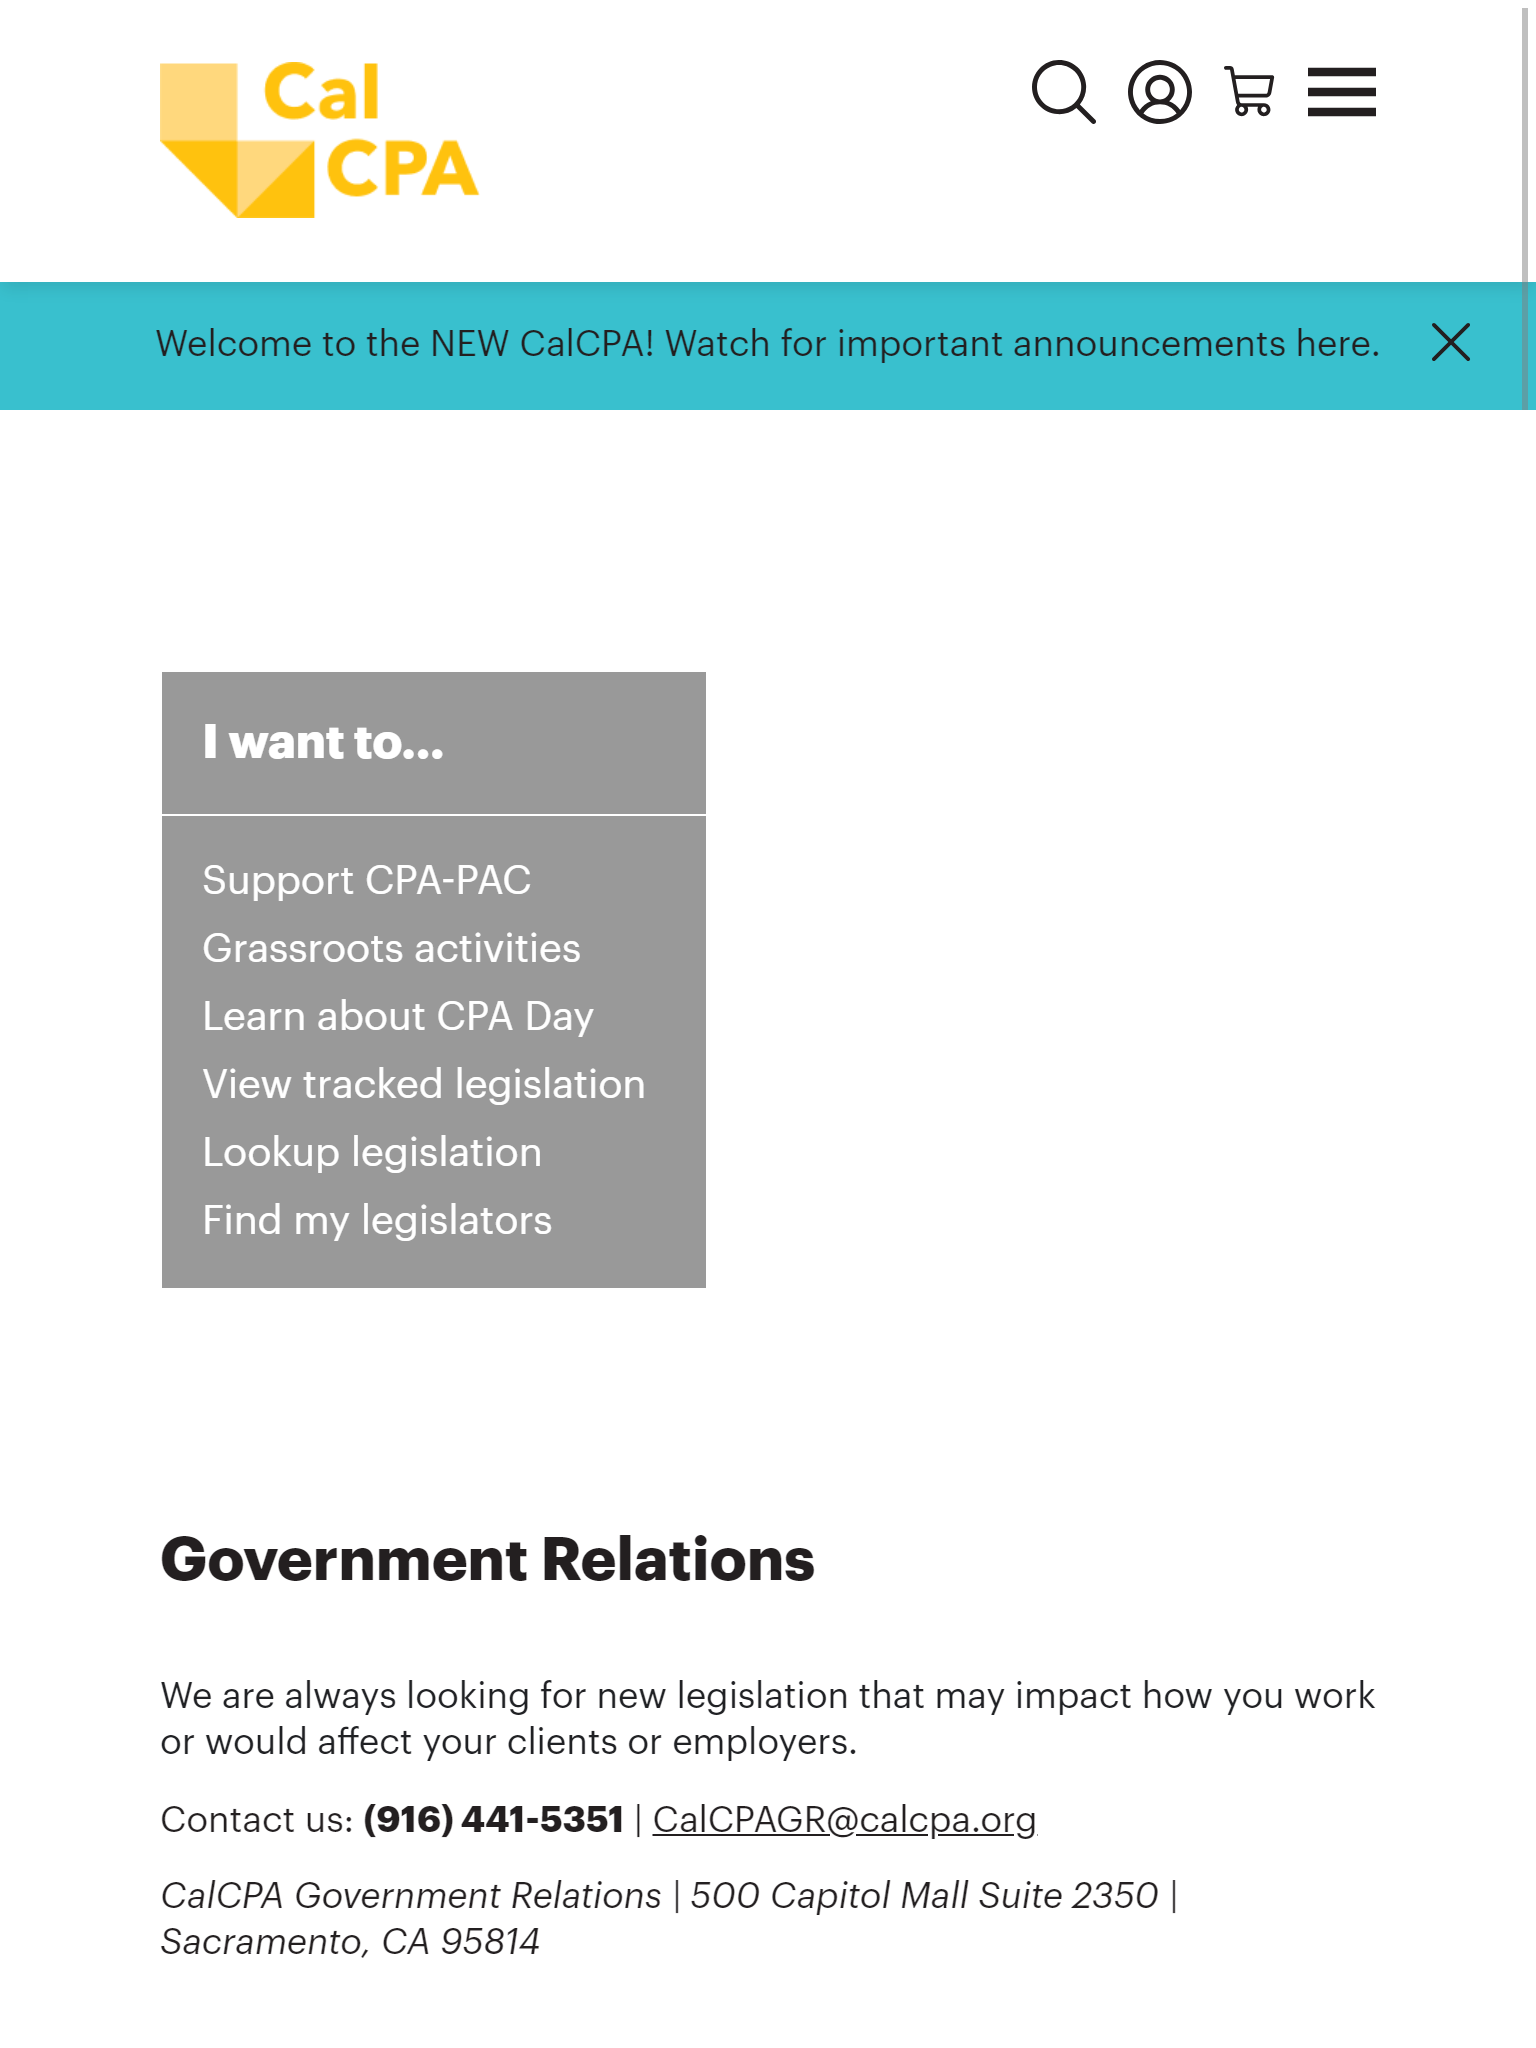 Cal
CPA
Welcome to the NEW CalCPA! Watch for important announcements here.
I want to...
Support CPA-PAC
Grassroots activities
Learn about CPA Day
View tracked legislation
Lookup legislation
Find my legislators
Government Relations
We are always looking for new legislation that may impact how you work
or would affect your clients or employers.
Contact us: (916) 441-5351 | CalCPAGR@calcpa.org
CalCPA Government Relations | 500 Capitol Mall Suite 2350 |
Sacramento, CA 95814